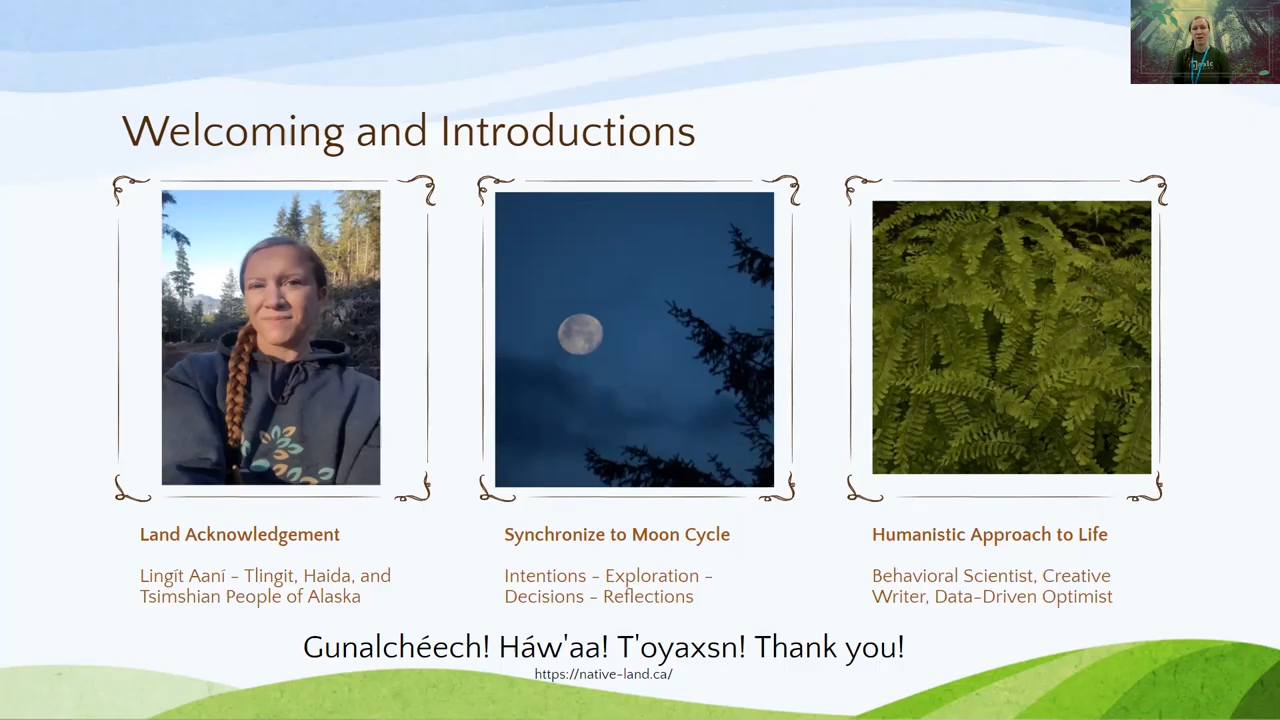 Welcoming and Introductions
Land Acknowledgement
Lingít Aaní - Tlingit, Haida, and
Tsimshian People of Alaska
Synchronize to Moon Cycle
Intentions - Exploration -
Decisions - Reflections
Humanistic Approach to Life
Behavioral Scientist, Creative
Writer, Data-Driven Optimist
Gunalchéech! Háw'aa! T'oyaxsn! Thank you!
https://native-land.ca/